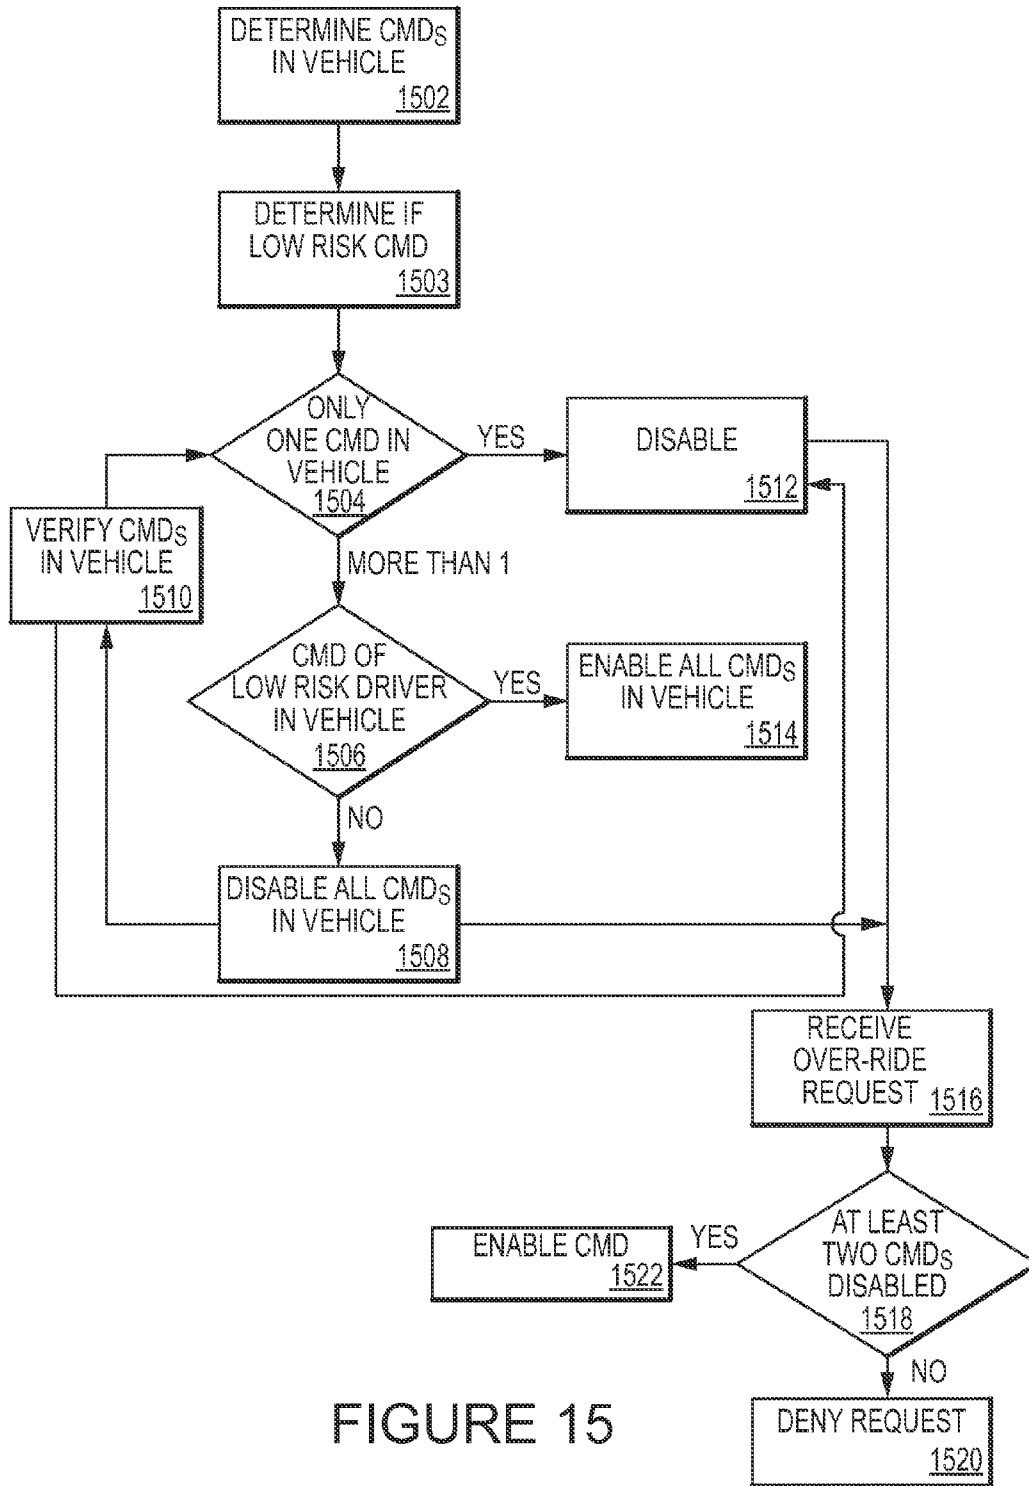 DETERMINE CMDS
IN VEHICLE
1502
DETERMINE IF
LOW RISK CMD
1503
ONLY
ONE CMD IN
VEHICLE
1504
YES
DISABLE
1512
VERIFY CMDS
IN VEHICLE
1510
MORE THAN 1
CMD OF
LOW RISK DRIVER
IN VEHICLE
1506
YES
ENABLE ALL CMDS
IN VEHICLE
1514
NO
DISABLE ALL CMDS
IN VEHICLE
1508
RECEIVE
OVER-RIDE
REQUEST
1516
AT LEAST
TWO CMDS
DISABLED
1518
YES
ENABLE CMD
1522
NO
DENY REQUEST
1520
FIGURE 15